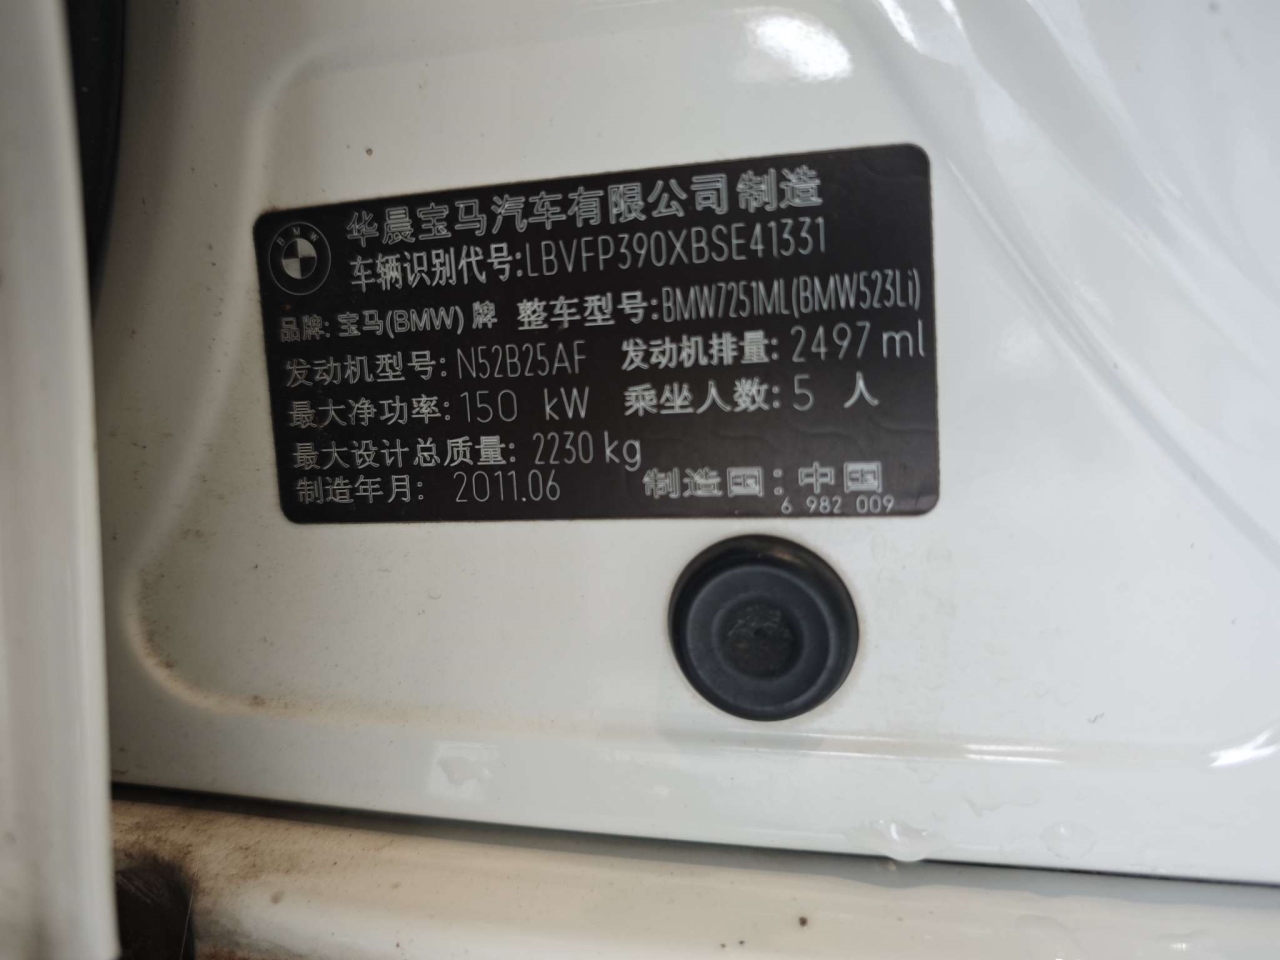 BMW
华晨宝马汽车有限公司制造
车辆识别代号:LBVFP390XBSE41331
品牌: 宝马(BMW) 牌 整车型号:BMW7251ML(BMW523Li)
发动机型号: N52B25AF 发动机排量: 2497 ml
最大净功率: 150 kW 乘坐人数: 5 人
最大设计总质量: 2230 kg
制造年月: 2011.06 制造国: 中国
6 982 009